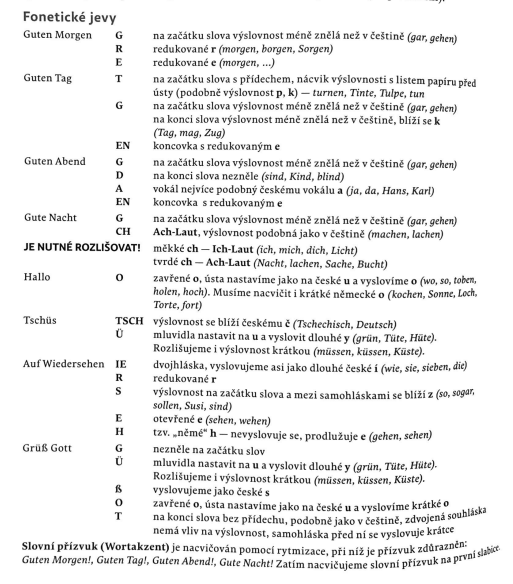 Fonetické jevy
Guten Morgen G na začátku slova výslovnost méně znělá než v češtině (gar, gehen)
R redukované r (morgen, borgen, Sorgen)
E redukované e (morgen, ...)
Guten Tag T na začátku slova s přídechem, nácvik výslovnosti s listem papíru před
ústy (podobně výslovnost p, k) — turnen, Tinte, Tulpe, tun
G na začátku slova výslovnost méně znělá než v češtině (gar, gehen)
na konci slova výslovnost méně znělá než v češtině, blíží se k
(Tag, mag, Zug)
EN koncovka s redukovaným e
Guten Abend G na začátku slova výslovnost méně znělá než v češtině (gar, gehen)
D na konci slova nezněle (sind, Kind, blind)
A vokál nejvíce podobný českému vokálu a (ja, da, Hans, Karl)
EN koncovka s redukovaným e
Gute Nacht G na začátku slova výslovnost méně znělá než v češtině (gar, gehen)
CH Ach-Laut, výslovnost podobná jako v češtině (machen, lachen)
JE NUTNÉ ROZLIŠOVAT! měkké ch — Ich-Laut (ich, mich, dich, Licht)
tvrdé ch — Ach-Laut (Nacht, lachen, Sache, Bucht)
Hallo O zavřené o, ústa nastavíme jako na české u a vyslovíme o (wo, so, toben,
holen, hoch). Musíme nacvičit i krátké německé o (kochen, Sonne, Loch,
Torte, fort)
Tschüs TSCH výslovnost se blíží českému č (Tschechisch, Deutsch)
Ü mluvidla nastavit na u a vyslovit dlouhé y (grün, Tüte, Hüte).
Rozlišujeme i výslovnost krátkou (müssen, küssen, Küste).
Auf Wiedersehen IE dvojhláska, vyslovujeme asi jako dlouhé české i (wie, sie, sieben, die)
R redukované r
S výslovnost na začátku slova a mezi samohláskami se blíží z (so, sogar,
sollen, Susi, sind)
E otevřené e (sehen, wehen)
H tzv. „němé" h — nevyslovuje se, prodlužuje e (gehen, sehen)
Grüß Gott G nezněle na začátku slov
Ü mluvidla nastavit na u a vyslovit dlouhé y (grün, Tüte, Hüte).
Rozlišujeme i výslovnost krátkou (müssen, küssen, Küste).
ß vyslovujeme jako české s
O zavřené o, ústa nastavíme jako na české u a vyslovíme krátké o
T na konci slova bez přídechu, podobně jako v češtině, zdvojená souhláska
nemá vliv na výslovnost, samohláska před ní se vyslovuje krátce
Slovní přízvuk (Wortakzent) je nacvičován pomocí rytmizace, při níž je přízvuk zdůrazněn:
Guten Morgen!, Guten Tag!, Guten Abend!, Gute Nacht! Zatím nacvičujeme slovní přízvuk na první slabice.